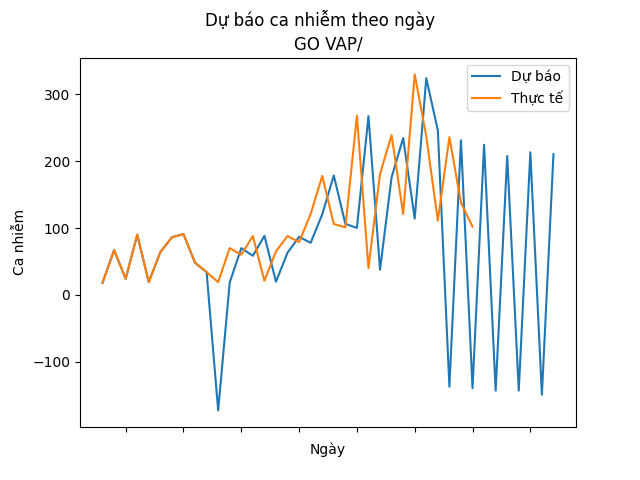 Dự báo ca nhiễm theo ngày
GO VAP/
Dự báo
Thực tế
300
200
100
0
−100
Ca nhiễm
Ngày